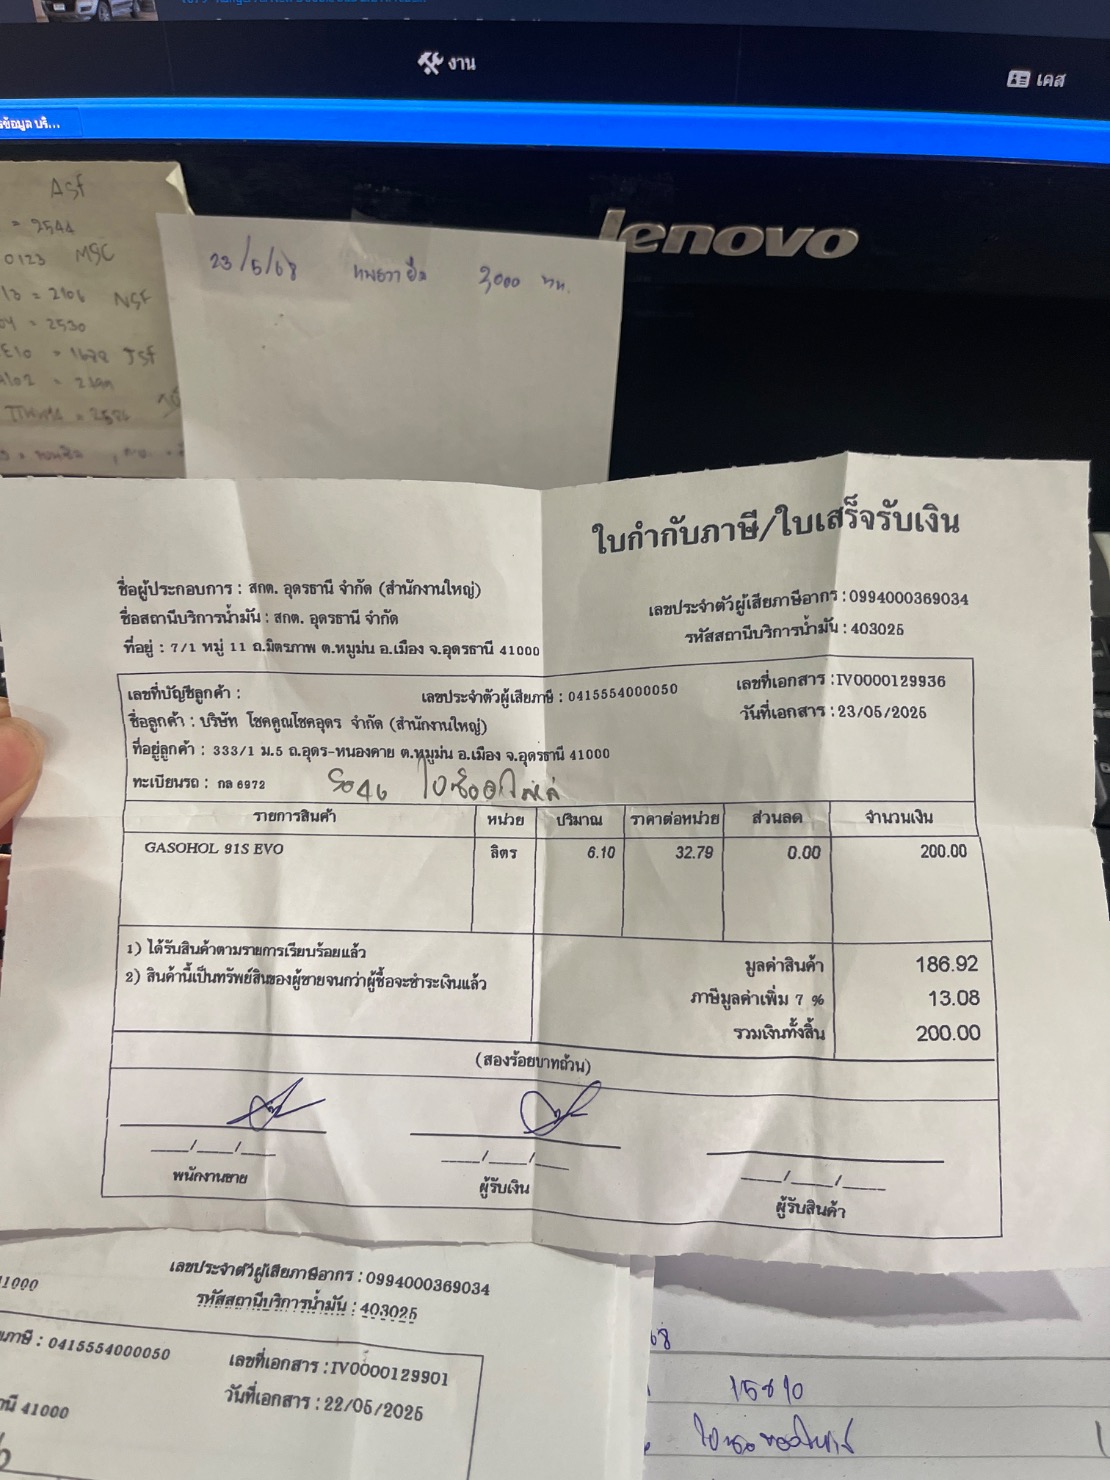 งาน
เคส
Asf
= 2544
0123 MSC
13 = 2106 NSF
= 2530
E10 = 1678 JSf
lenovo
23/5/68 3,000
ใบกำกับภาษี/ใบเสร็จรับเงิน
ชื่อผู้ประกอบการ : สกต. อุดรธานี จำกัด (สำนักงานใหญ่)
เลขประจำตัวผู้เสียภาษีอากร : 0994000369034
ชื่อสถานีบริการน้ำมัน : สกต. อุดรธานี จำกัด
รหัสสถานีบริการน้ำมัน : 403025
ที่อยู่ : 7/1 หมู่ 11 ถ.มิตรภาพ ต.หมูม่น อ.เมือง จ.อุดรธานี 41000
เลขที่บัญชีลูกค้า : เลขประจำตัวผู้เสียภาษี : 0415554000050 เลขที่เอกสาร : IV0000129936
ชื่อลูกค้า : บริษัท โชคคูณโชคอุดร จำกัด (สำนักงานใหญ่) วันที่เอกสาร : 23/05/2025
ที่อยู่ลูกค้า : 333/1 ม.5 ถ.อุดร-หนองคาย ต.หมูม่น อ.เมือง จ.อุดรธานี 41000
ทะเบียนรถ : กล 6972
รายการสินค้า หน่วย ปริมาณ ราคาต่อหน่วย ส่วนลด จำนวนเงิน
GASOHOL 91S EVO ลิตร 6.10 32.79 0.00 200.00
1) ได้รับสินค้าตามรายการเรียบร้อยแล้ว
2) สินค้านี้เป็นทรัพย์สินของผู้ขายจนกว่าผู้ซื้อจะชำระเงินแล้ว
มูลค่าสินค้า 186.92
ภาษีมูลค่าเพิ่ม 7 % 13.08
รวมเงินทั้งสิ้น 200.00
(สองร้อยบาทถ้วน)
___/___/___ ___/___/___ ___/___/___
พนักงานขาย ผู้รับเงิน ผู้รับสินค้า
41000
เลขประจำตัวผู้เสียภาษีอากร : 0994000369034
รหัสสถานีบริการน้ำมัน : 403025
ภาษี : 0415554000050 เลขที่เอกสาร : IV0000129901
วันที่เอกสาร : 22/05/2025
นี 41000
68